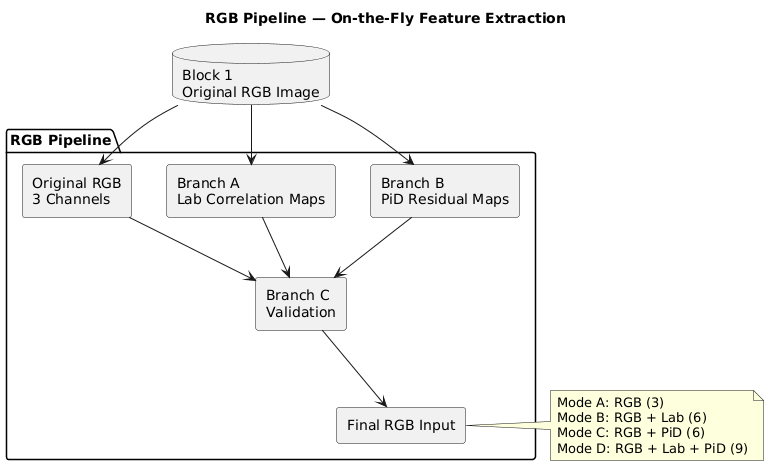 RGB Pipeline — On-the-Fly Feature Extraction
Block 1
Original RGB Image
RGB Pipeline
Original RGB
3 Channels
Branch A
Lab Correlation Maps
Branch B
PiD Residual Maps
Branch C
Validation
Final RGB Input
Mode A: RGB (3)
Mode B: RGB + Lab (6)
Mode C: RGB + PiD (6)
Mode D: RGB + Lab + PiD (9)